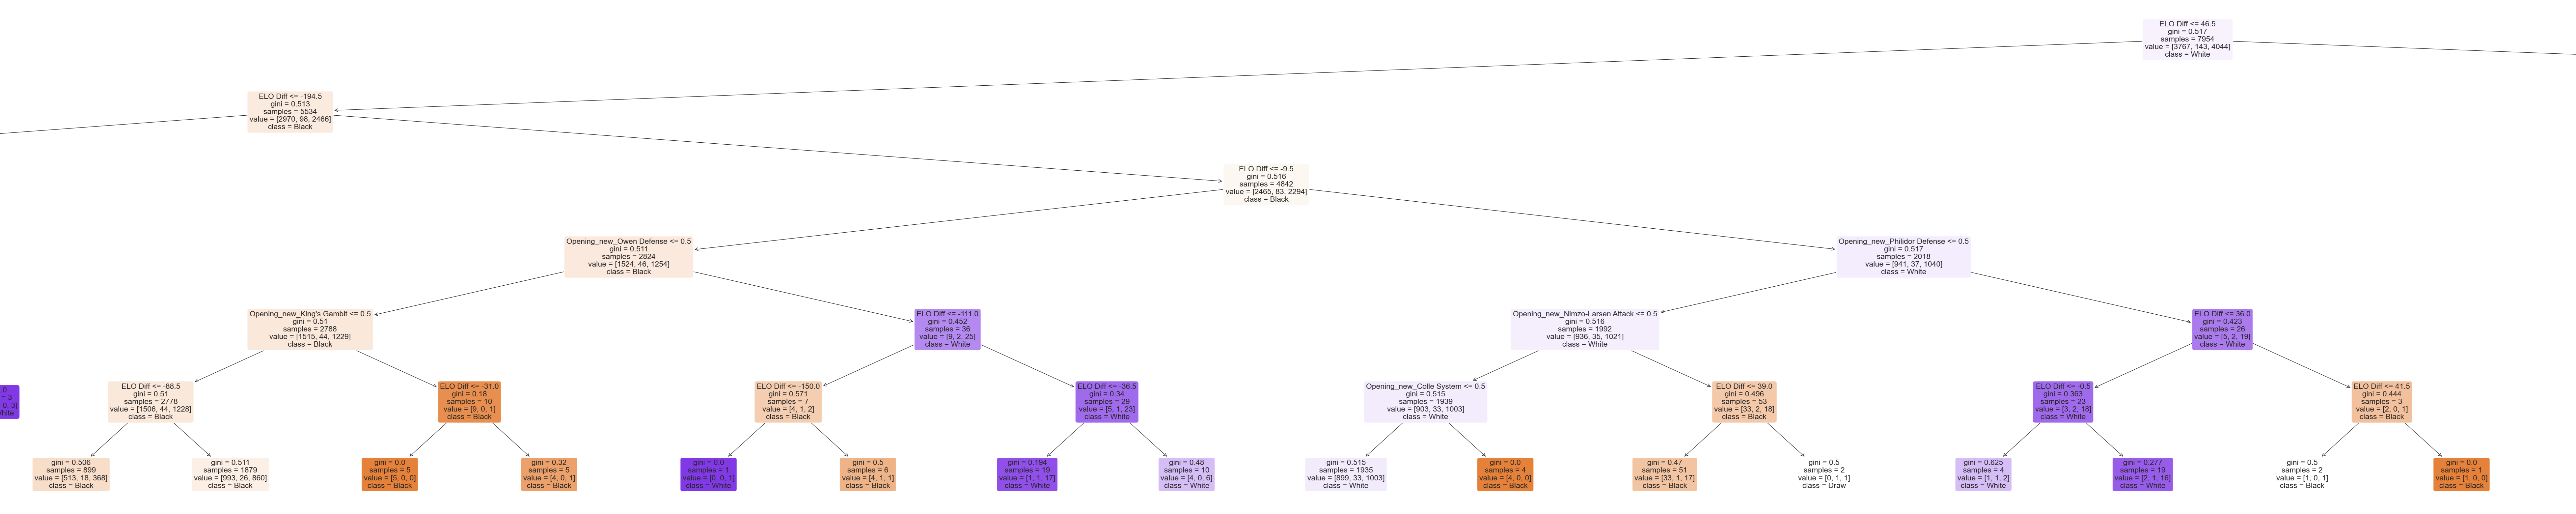 ELO Diff <= 46.5
gini = 0.517
samples = 7954
value = [3767, 143, 4044]
class = White
ELO Diff <= -194.5
gini = 0.513
samples = 5534
value = [2970, 98, 2466]
class = Black
ELO Diff <= -9.5
gini = 0.516
samples = 4842
value = [2465, 83, 2294]
class = Black
Opening_new_Owen Defense <= 0.5
gini = 0.511
samples = 2824
value = [1524, 46, 1254]
class = Black
Opening_new_Philidor Defense <= 0.5
gini = 0.517
samples = 2018
value = [941, 37, 1040]
class = White
Opening_new_King's Gambit <= 0.5
gini = 0.51
samples = 2788
value = [1515, 44, 1229]
class = Black
ELO Diff <= -111.0
gini = 0.452
samples = 36
value = [9, 2, 25]
class = White
Opening_new_Nimzo-Larsen Attack <= 0.5
gini = 0.516
samples = 1992
value = [936, 35, 1021]
class = White
ELO Diff <= 36.0
gini = 0.423
samples = 26
value = [5, 2, 19]
class = White
.0
= 3
0, 3]
ELO Diff <= -88.5
gini = 0.51
samples = 2778
value = [1506, 44, 1228]
class = Black
ELO Diff <= -31.0
gini = 0.18
samples = 10
value = [9, 0, 1]
class = Black
ELO Diff <= -150.0
gini = 0.571
samples = 7
value = [4, 1, 2]
class = Black
ELO Diff <= -36.5
gini = 0.34
samples = 29
value = [5, 1, 23]
class = White
Opening_new_Colle System <= 0.5
gini = 0.515
samples = 1939
value = [903, 33, 1003]
class = White
ELO Diff <= 39.0
gini = 0.496
samples = 53
value = [33, 2, 18]
class = Black
ELO Diff <= -0.5
gini = 0.363
samples = 23
value = [3, 2, 18]
class = White
ELO Diff <= 41.5
gini = 0.444
samples = 3
value = [2, 0, 1]
class = Black
gini = 0.506
samples = 899
value = [513, 18, 368]
class = Black
gini = 0.511
samples = 1879
value = [993, 26, 860]
class = Black
gini = 0.0
samples = 5
value = [5, 0, 0]
class = Black
gini = 0.32
samples = 5
value = [4, 0, 1]
class = Black
gini = 0.0
samples = 1
value = [0, 0, 1]
class = White
gini = 0.5
samples = 6
value = [4, 1, 1]
class = Black
gini = 0.194
samples = 19
value = [1, 1, 17]
class = White
gini = 0.48
samples = 10
value = [4, 0, 6]
class = White
gini = 0.515
samples = 1935
value = [899, 33, 1003]
class = White
gini = 0.0
samples = 4
value = [4, 0, 0]
class = Black
gini = 0.47
samples = 51
value = [33, 1, 17]
class = Black
gini = 0.5
samples = 2
value = [0, 1, 1]
class = Draw
gini = 0.625
samples = 4
value = [1, 1, 2]
class = White
gini = 0.277
samples = 19
value = [2, 1, 16]
class = White
gini = 0.5
samples = 2
value = [1, 0, 1]
class = Black
gini = 0.0
samples = 1
value = [1, 0, 0]
class = Black